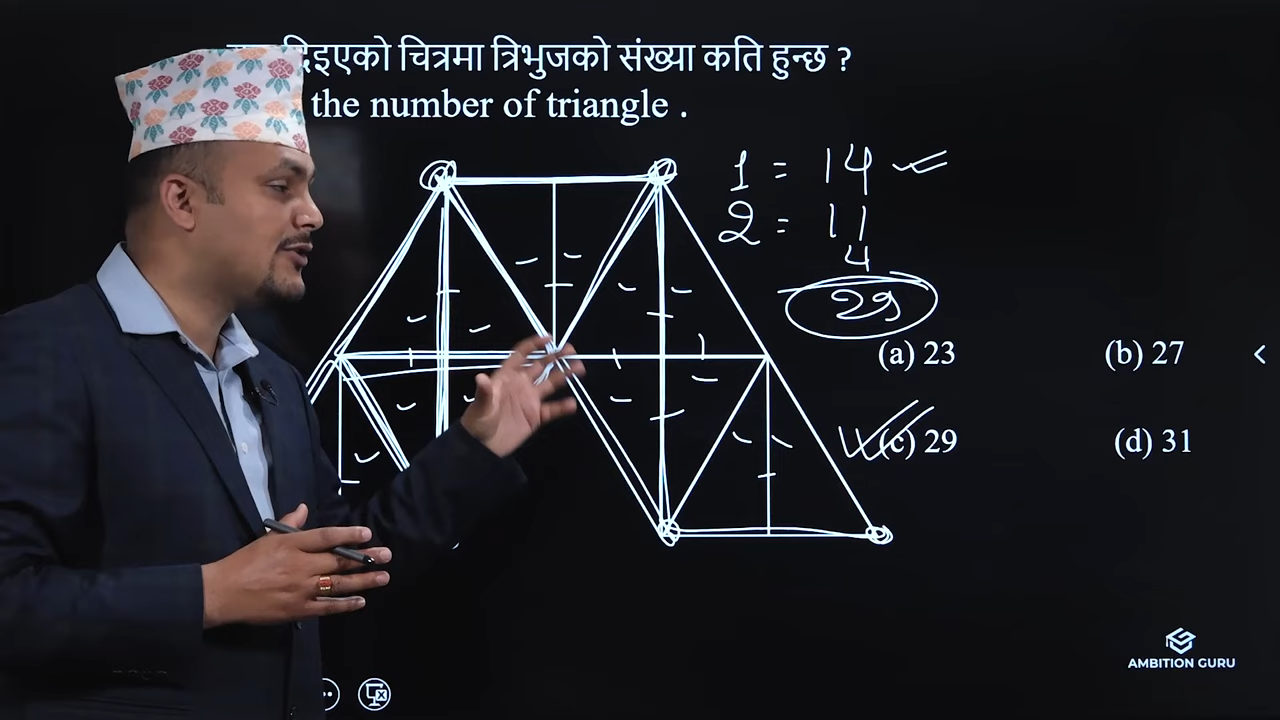 दिइएको चित्रमा त्रिभुजको संख्या कति हुन्छ ?
the number of triangle .
1 = 14
2 = 11
4
29
(a) 23
(b) 27
(c) 29
(d) 31
AMBITION GURU